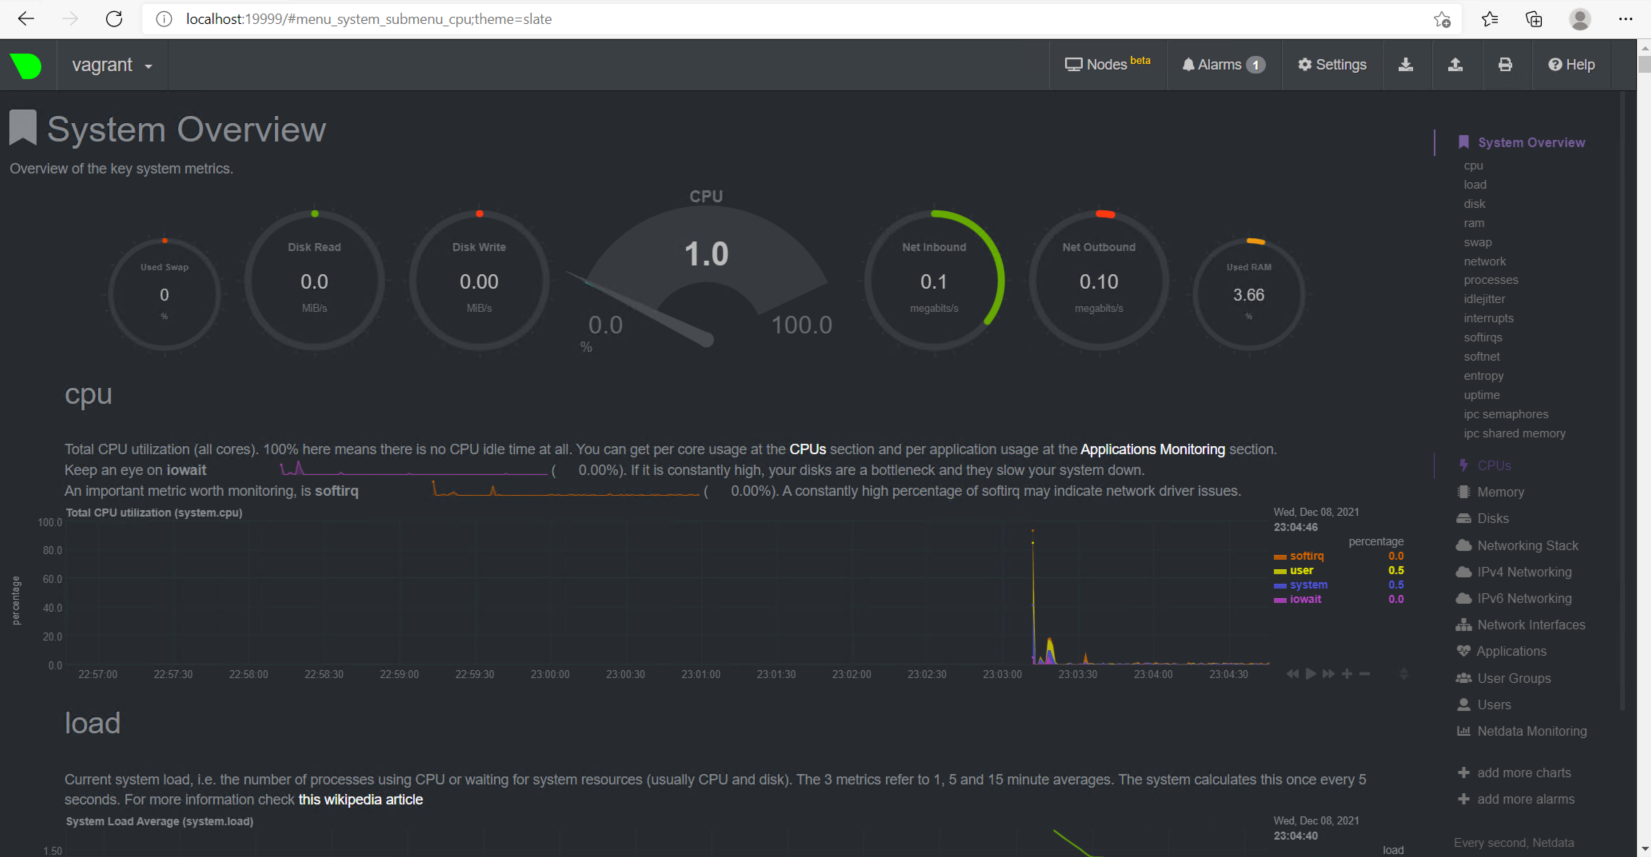 localhost:19999/#menu_system_submenu_cpu;theme=slate
vagrant
Nodes beta
Alarms 1
Settings
Help
System Overview
Overview of the key system metrics.
Used Swap
0
%
Disk Read
0.0
MiB/s
Disk Write
0.00
MiB/s
CPU
1.0
0.0
100.0
%
Net Inbound
0.1
megabits/s
Net Outbound
0.10
megabits/s
Used RAM
3.66
%
cpu
Total CPU utilization (all cores). 100% here means there is no CPU idle time at all. You can get per core usage at the CPUs section and per application usage at the Applications Monitoring section.
Keep an eye on iowait ( 0.00%). If it is constantly high, your disks are a bottleneck and they slow your system down.
An important metric worth monitoring, is softirq ( 0.00%). A constantly high percentage of softirq may indicate network driver issues.
Total CPU utilization (system.cpu)
percentage
100.0
80.0
60.0
40.0
20.0
0.0
22:57:00 22:57:30 22:58:00 22:58:30 22:59:00 22:59:30 23:00:00 23:00:30 23:01:00 23:01:30 23:02:00 23:02:30 23:03:00 23:03:30 23:04:00 23:04:30
Wed, Dec 08, 2021
23:04:46
percentage
softirq 0.0
user 0.5
system 0.5
iowait 0.0
load
Current system load, i.e. the number of processes using CPU or waiting for system resources (usually CPU and disk). The 3 metrics refer to 1, 5 and 15 minute averages. The system calculates this once every 5
seconds. For more information check this wikipedia article
System Load Average (system.load)
1.50
Wed, Dec 08, 2021
23:04:40
load
System Overview
cpu
load
disk
ram
swap
network
processes
idlejitter
interrupts
softirqs
softnet
entropy
uptime
ipc semaphores
ipc shared memory
CPUs
Memory
Disks
Networking Stack
IPv4 Networking
IPv6 Networking
Network Interfaces
Applications
User Groups
Users
Netdata Monitoring
add more charts
add more alarms
Every second, Netdata